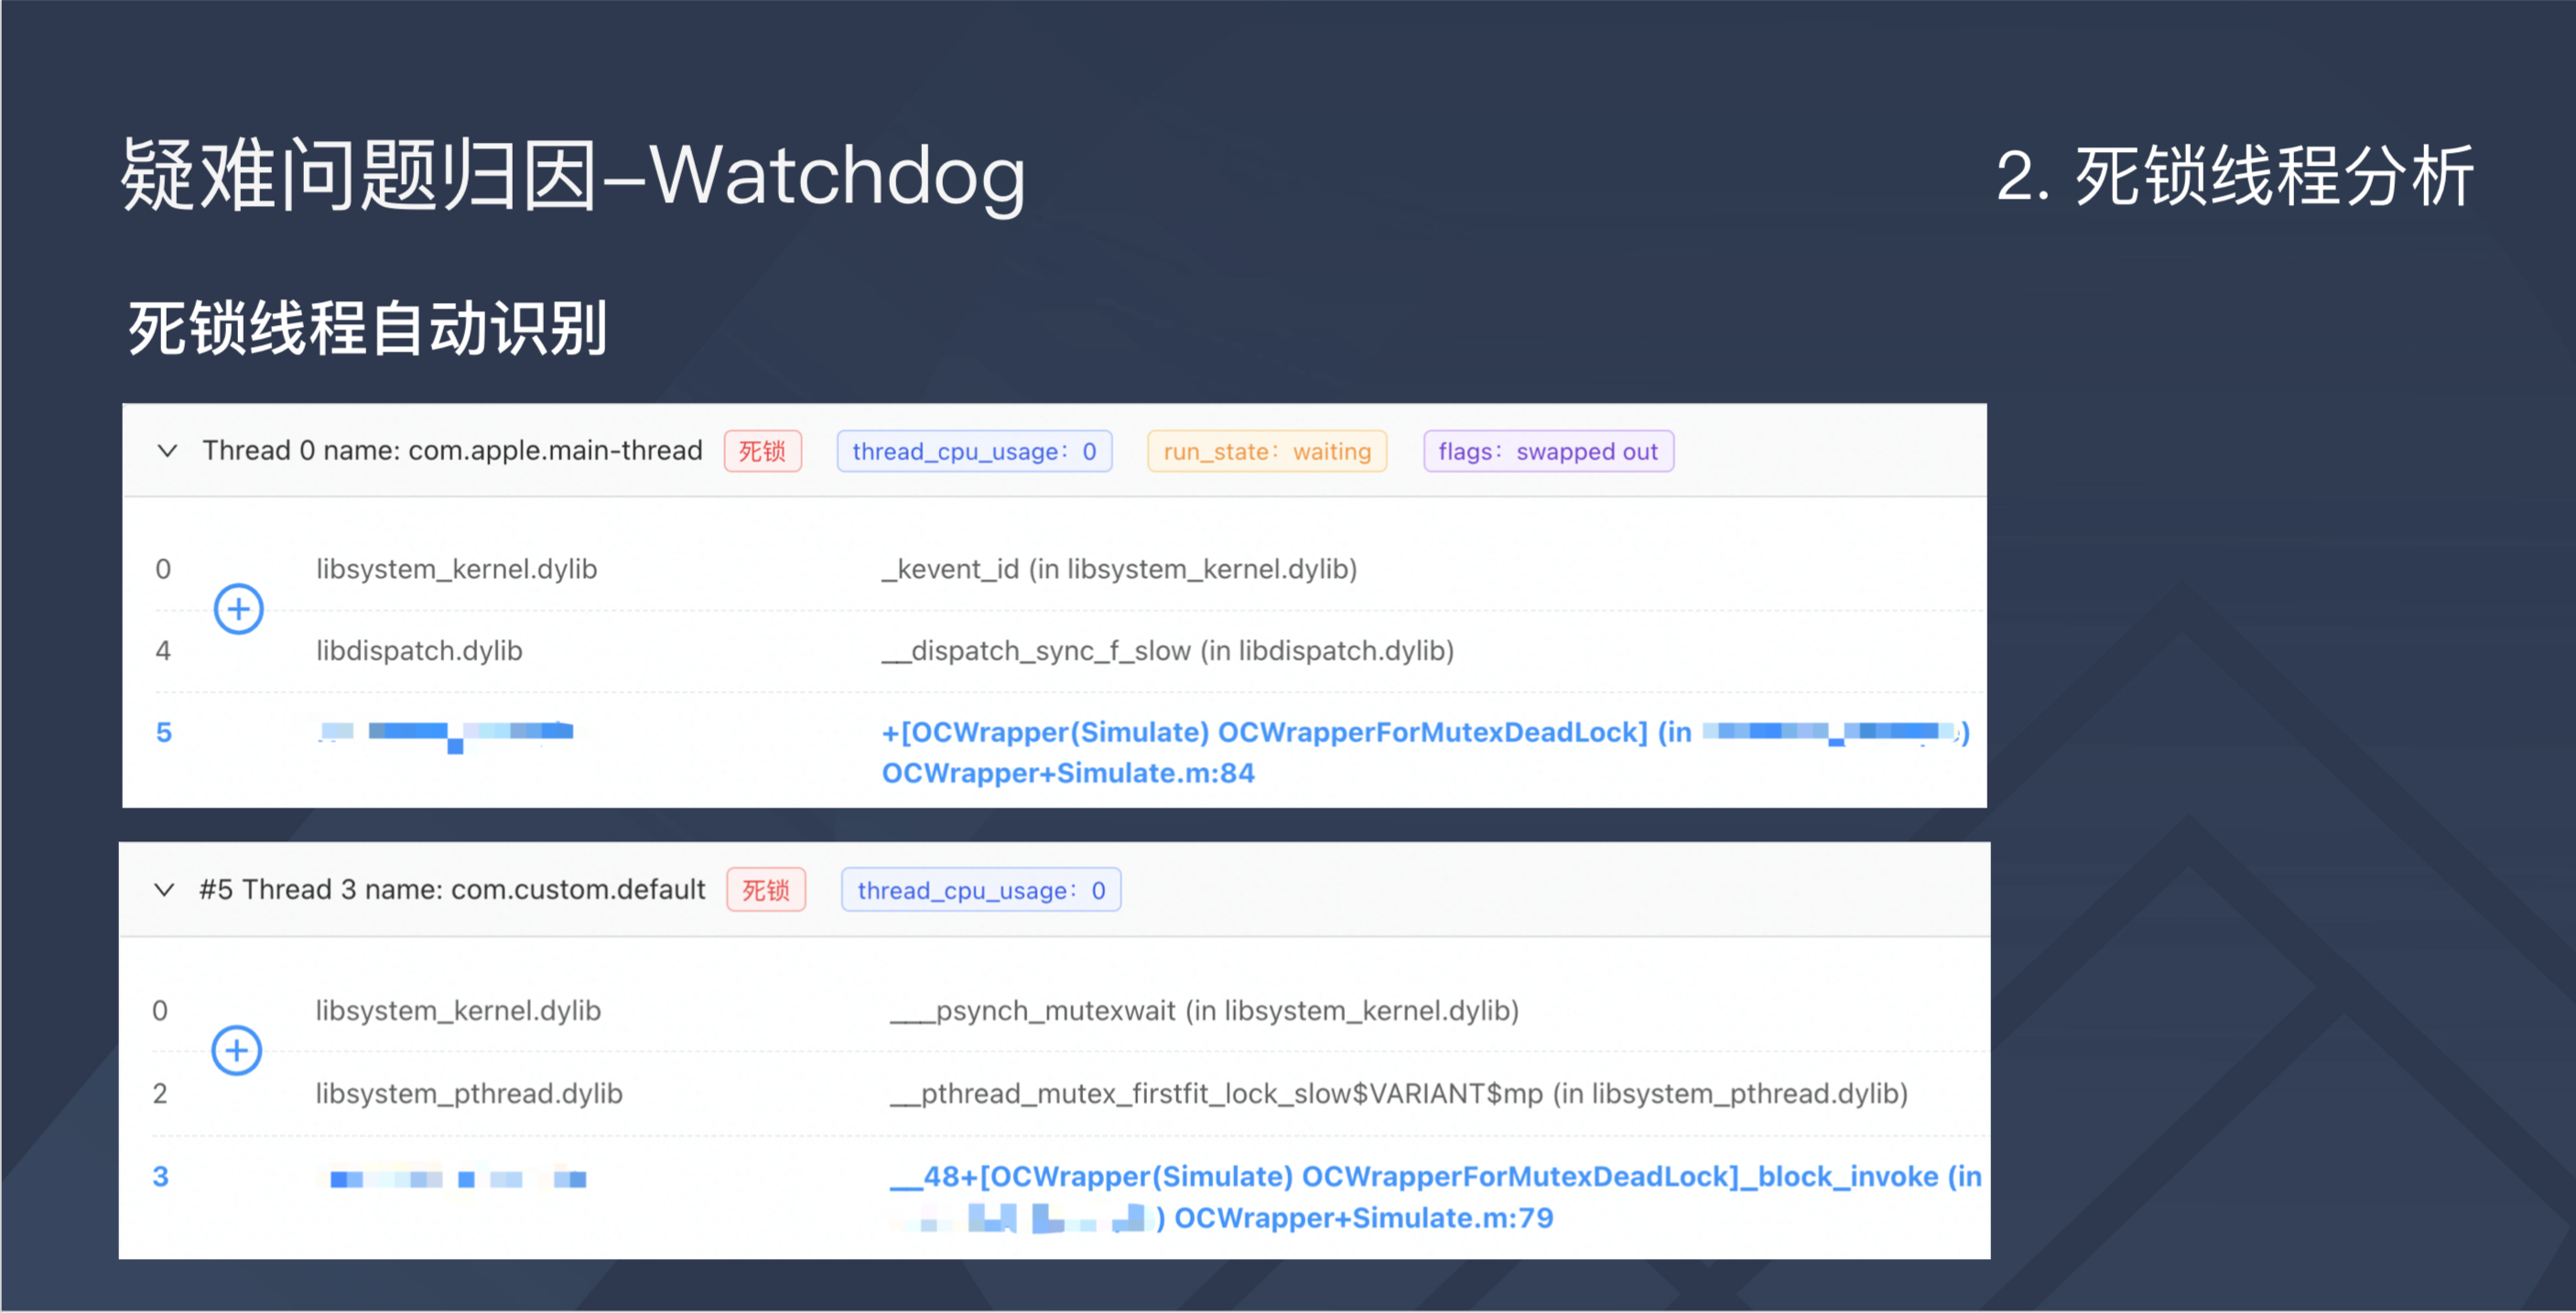 疑难问题归因–Watchdog
2. 死锁线程分析
死锁线程自动识别
Thread 0 name: com.apple.main-thread 死锁 thread_cpu_usage：0 run_state：waiting flags：swapped out
0 libsystem_kernel.dylib _kevent_id (in libsystem_kernel.dylib)
4 libdispatch.dylib __dispatch_sync_f_slow (in libdispatch.dylib)
5 +[OCWrapper(Simulate) OCWrapperForMutexDeadLock] (in )
OCWrapper+Simulate.m:84
#5 Thread 3 name: com.custom.default 死锁 thread_cpu_usage：0
0 libsystem_kernel.dylib ___psynch_mutexwait (in libsystem_kernel.dylib)
2 libsystem_pthread.dylib __pthread_mutex_firstfit_lock_slow$VARIANT$mp (in libsystem_pthread.dylib)
3 __48+[OCWrapper(Simulate) OCWrapperForMutexDeadLock]_block_invoke (in
) OCWrapper+Simulate.m:79